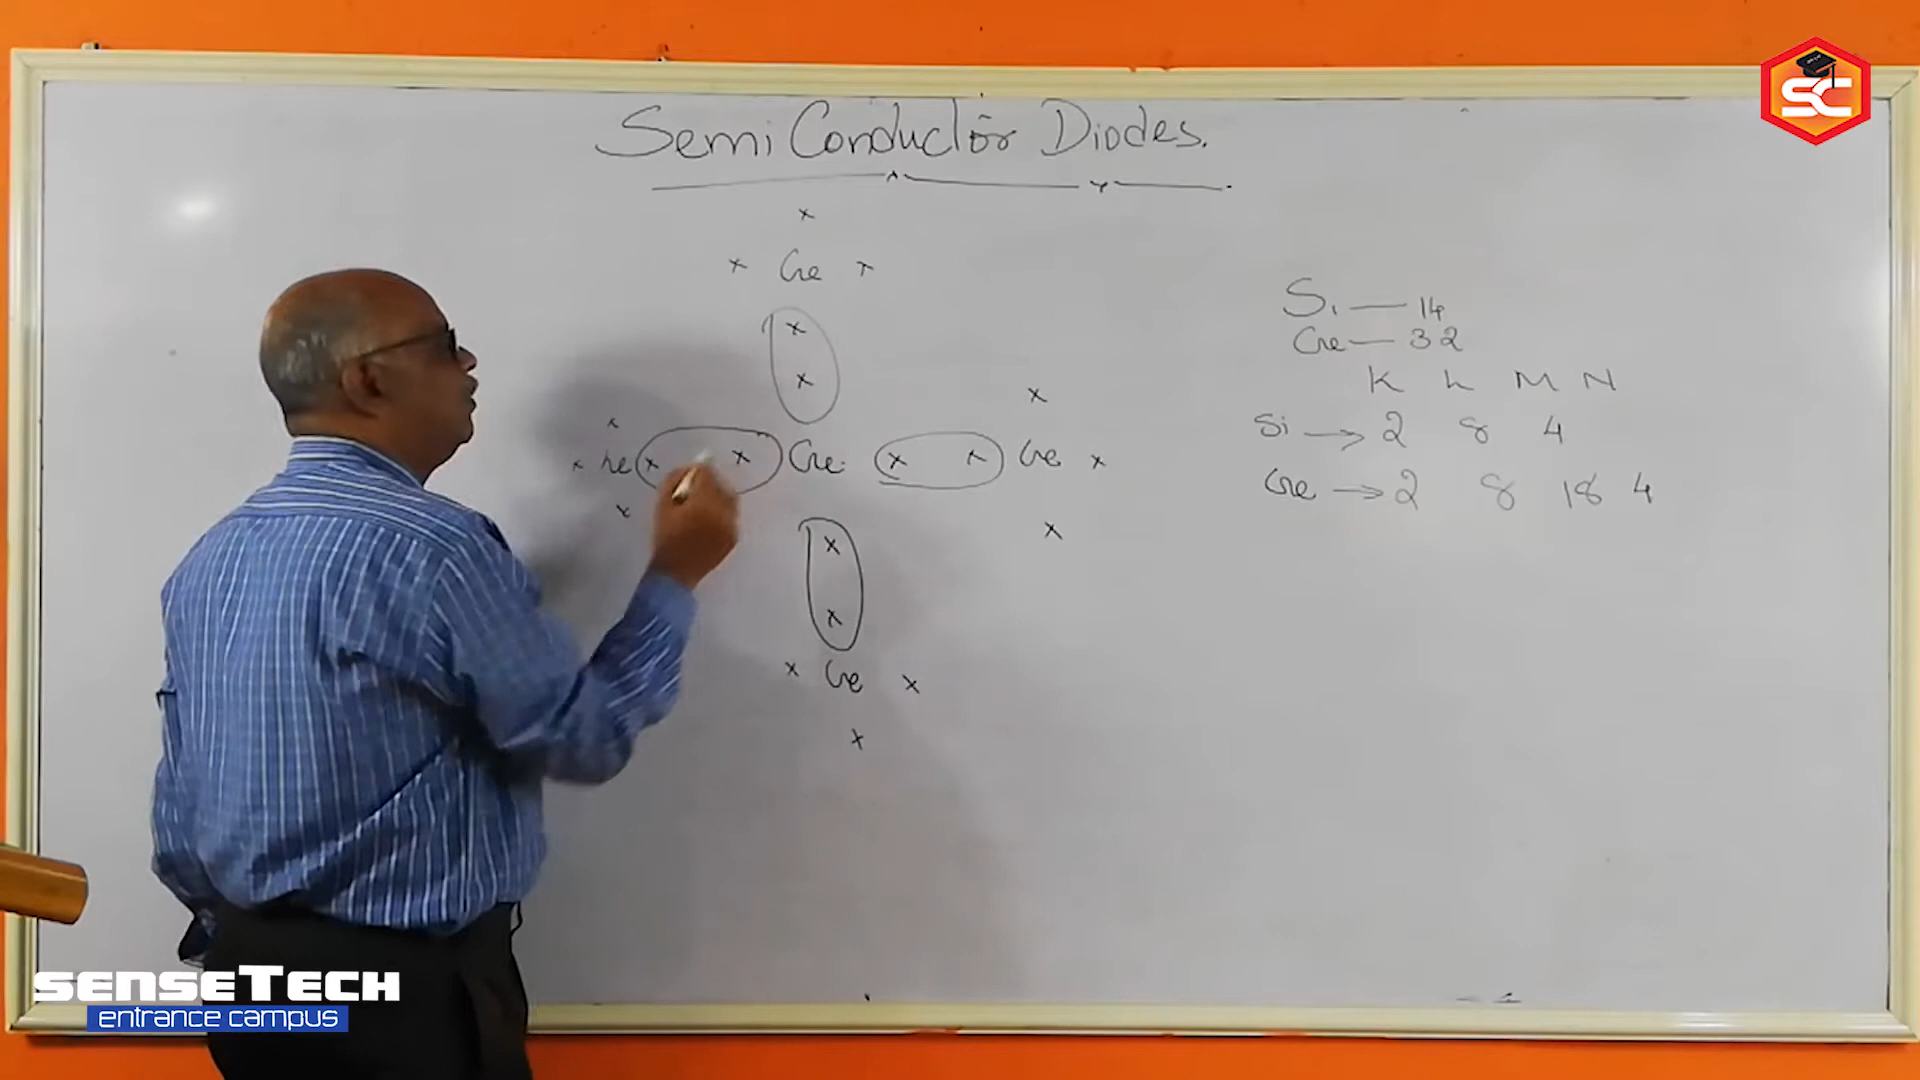 Semi Conductor Diodes.
x
x Ge x
x
x
x x
x Ge x x Ge x x Ge x
x x
x
x
x Ge x
x
Si — 14
Ge — 32
K L M N
Si → 2 8 4
Ge → 2 8 18 4
SC
SENSETECH
entrance campus